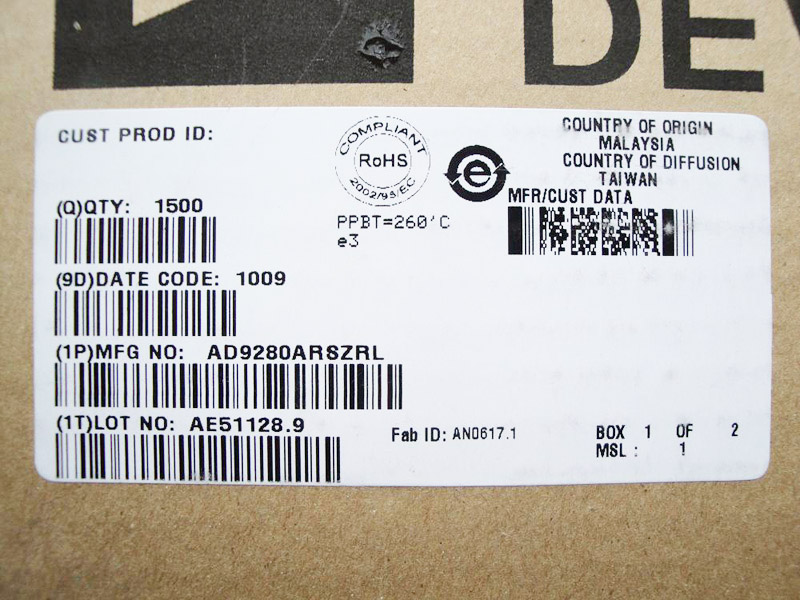 DE
CUST PROD ID:
COMPLIANT
RoHS
2002/95/EC
e
COUNTRY OF ORIGIN
MALAYSIA
COUNTRY OF DIFFUSION
TAIWAN
MFR/CUST DATA
(Q)QTY: 1500
PPBT=260'C
e3
(9D)DATE CODE: 1009
(1P)MFG NO: AD9280ARSZRL
(1T)LOT NO: AE51128.9
Fab ID: AN0617.1
BOX 1 OF 2
MSL : 1